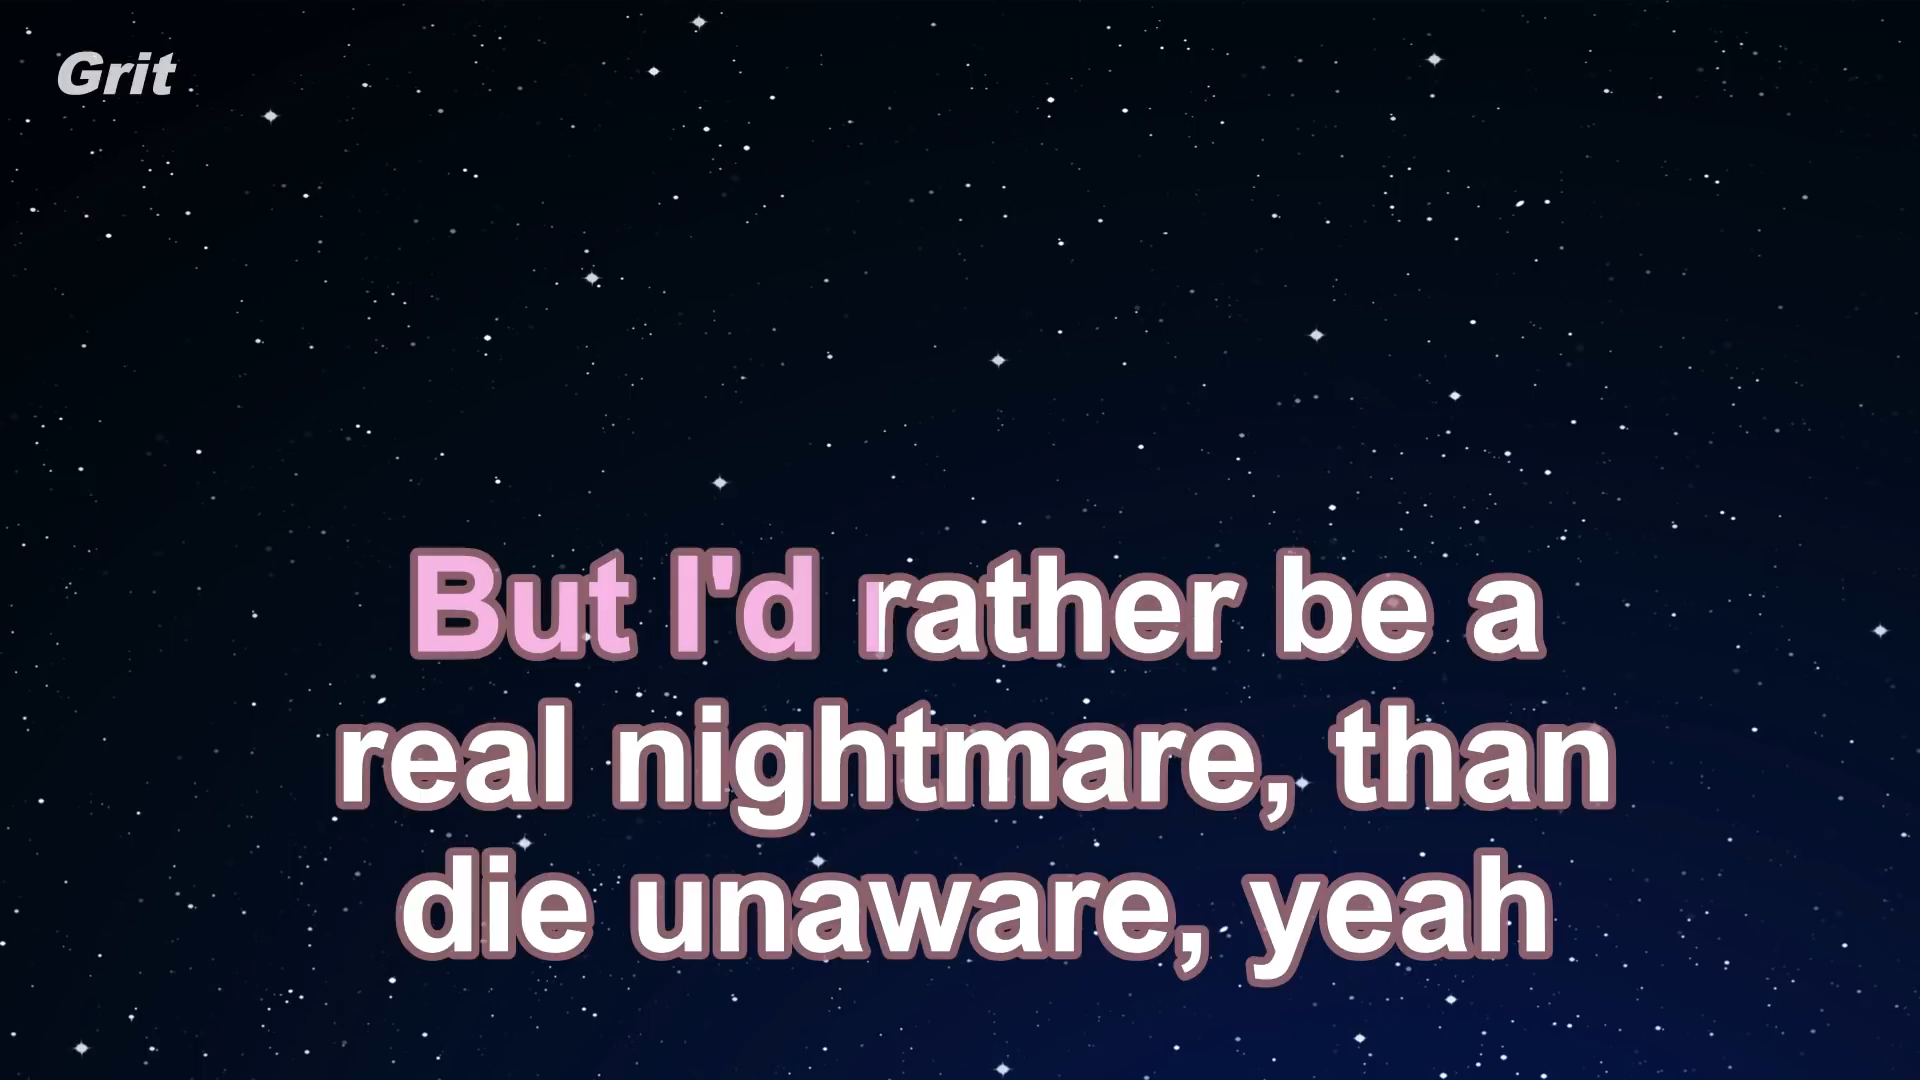 Grit
But I'd rather be a
real nightmare, than
die unaware, yeah